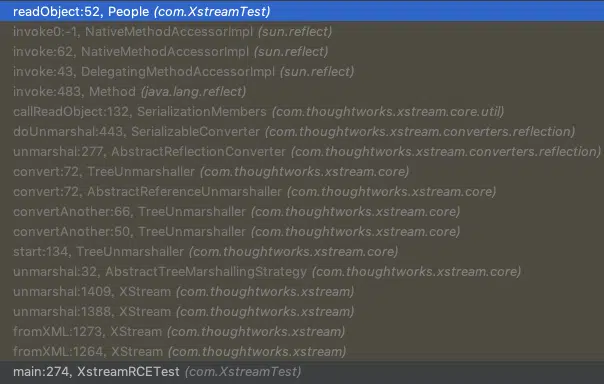 readObject:52, People (com.XstreamTest)
invoke0:-1, NativeMethodAccessorImpl (sun.reflect)
invoke:62, NativeMethodAccessorImpl (sun.reflect)
invoke:43, DelegatingMethodAccessorImpl (sun.reflect)
invoke:483, Method (java.lang.reflect)
callReadObject:132, SerializationMembers (com.thoughtworks.xstream.core.util)
doUnmarshal:443, SerializableConverter (com.thoughtworks.xstream.converters.reflection)
unmarshal:277, AbstractReflectionConverter (com.thoughtworks.xstream.converters.reflection)
convert:72, TreeUnmarshaller (com.thoughtworks.xstream.core)
convert:72, AbstractReferenceUnmarshaller (com.thoughtworks.xstream.core)
convertAnother:66, TreeUnmarshaller (com.thoughtworks.xstream.core)
convertAnother:50, TreeUnmarshaller (com.thoughtworks.xstream.core)
start:134, TreeUnmarshaller (com.thoughtworks.xstream.core)
unmarshal:32, AbstractTreeMarshallingStrategy (com.thoughtworks.xstream.core)
unmarshal:1409, XStream (com.thoughtworks.xstream)
unmarshal:1388, XStream (com.thoughtworks.xstream)
fromXML:1273, XStream (com.thoughtworks.xstream)
fromXML:1264, XStream (com.thoughtworks.xstream)
main:274, XstreamRCETest (com.XstreamTest)